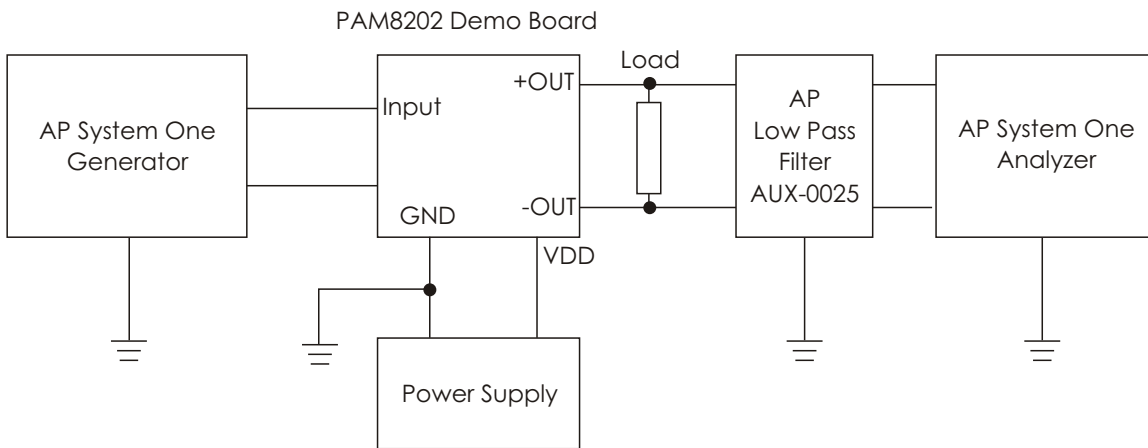 PAM8202 Demo Board
AP System One
Generator
Input
+OUT
-OUT
GND
VDD
Load
AP
Low Pass
Filter
AUX-0025
AP System One
Analyzer
Power Supply